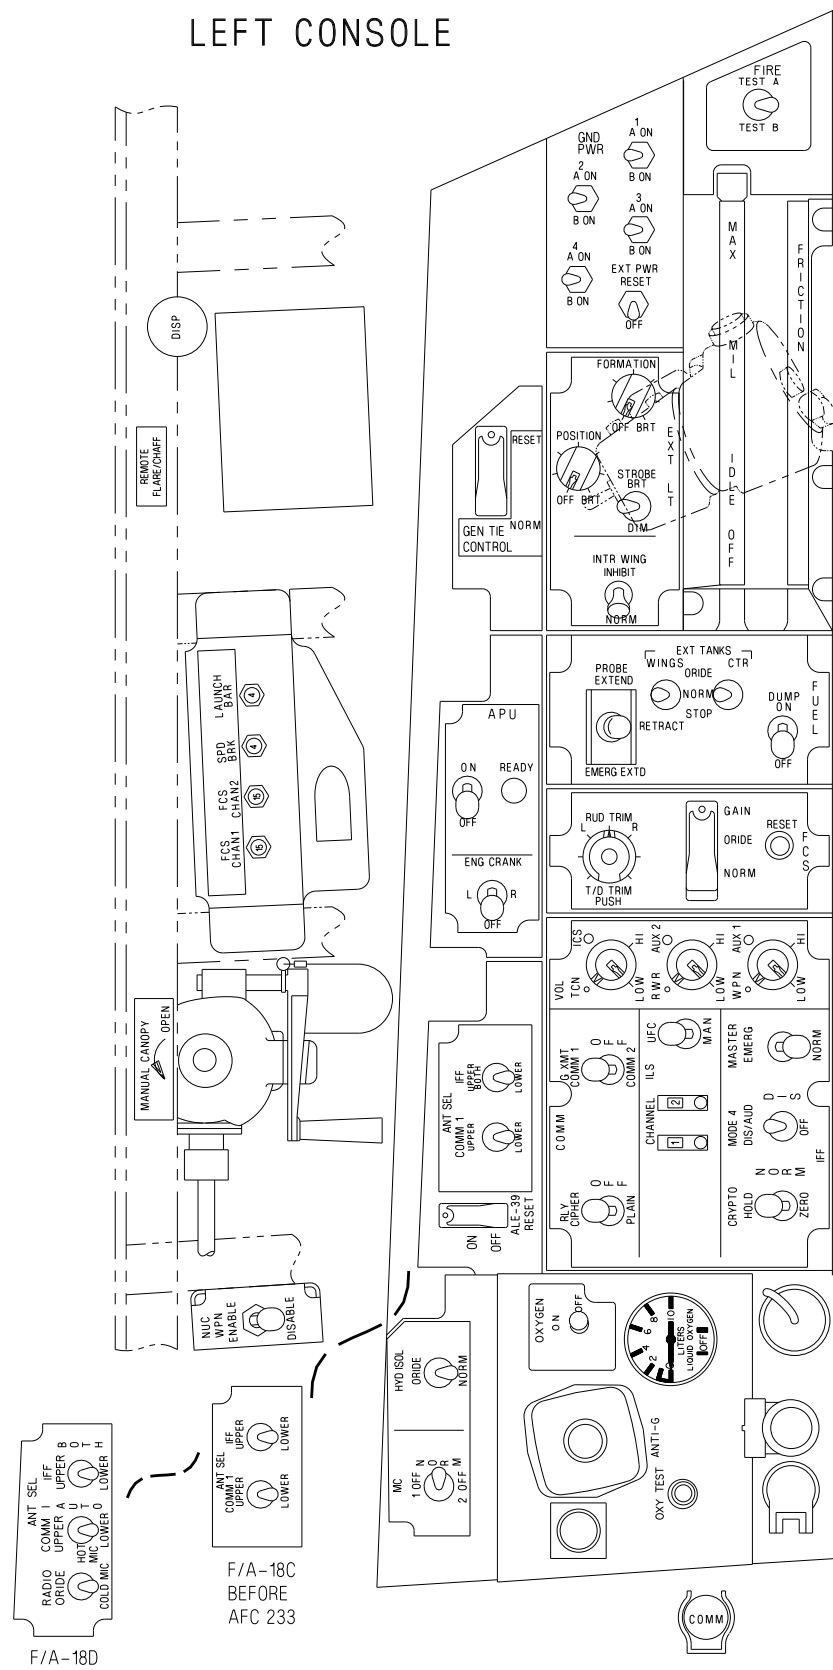 LEFT CONSOLE
FIRE
TEST A
TEST B
GND
PWR
1
A ON
B ON
2
A ON
B ON
3
A ON
B ON
4
A ON
B ON
EXT PWR
RESET
OFF
MAX
MIL
IDLE
OFF
FRICTION
DISP
REMOTE
FLARE/CHAFF
FORMATION
OFF BRT
POSITION
OFF BRT
STROBE
BRT
DIM
EXT LT
INTR WING
INHIBIT
NORM
RESET
NORM
GEN TIE
CONTROL
LAUNCH
BAR
4
SPD
BRK
4
FCS
CHAN2
15
FCS
CHAN1
15
PROBE
EXTEND
RETRACT
EMERG EXTD
EXT TANKS
WINGS
CTR
ORIDE
NORM
STOP
DUMP
ON
OFF
FUEL
APU
ON
OFF
READY
ENG CRANK
L
R
OFF
RUD TRIM
L
R
T/D TRIM
PUSH
GAIN
ORIDE
NORM
RESET
FCS
VOL
TCN
ICS
HI
LOW
RWR
AUX 2
HI
LOW
WPN
AUX 1
HI
LOW
MANUAL CANOPY
OPEN
ANT SEL
IFF
UPPER
BOTH
LOWER
COMM 1
UPPER
LOWER
COMM
G XMT
COMM 1
OFF
COMM 2
RLY
CIPHER
OFF
PLAIN
ILS
UFC
MAN
CHANNEL
2
1
MASTER
EMERG
NORM
MODE 4
DIS/AUD
DIS
OFF
CRYPTO
HOLD
NORM
ZERO
IFF
ALE-39
RESET
ON
OFF
NUC
WPN
ENABLE
DISABLE
OXYGEN
ON
OFF
0
2
4
6
8
10
LITERS
LIQUID OXYGEN
OFF
HYD ISOL
ORIDE
NORM
MC
1 OFF
NORM
2 OFF
ANTI-G
OXY TEST
COMM
ANT SEL
IFF
UPPER
LOWER
COMM 1
UPPER
LOWER
F/A-18C
BEFORE
AFC 233
ANT SEL
IFF
UPPER
BOTH
LOWER
COMM I
UPPER
AUTO
LOWER
RADIO
ORIDE
HOT
MIC
COLD MIC
F/A-18D